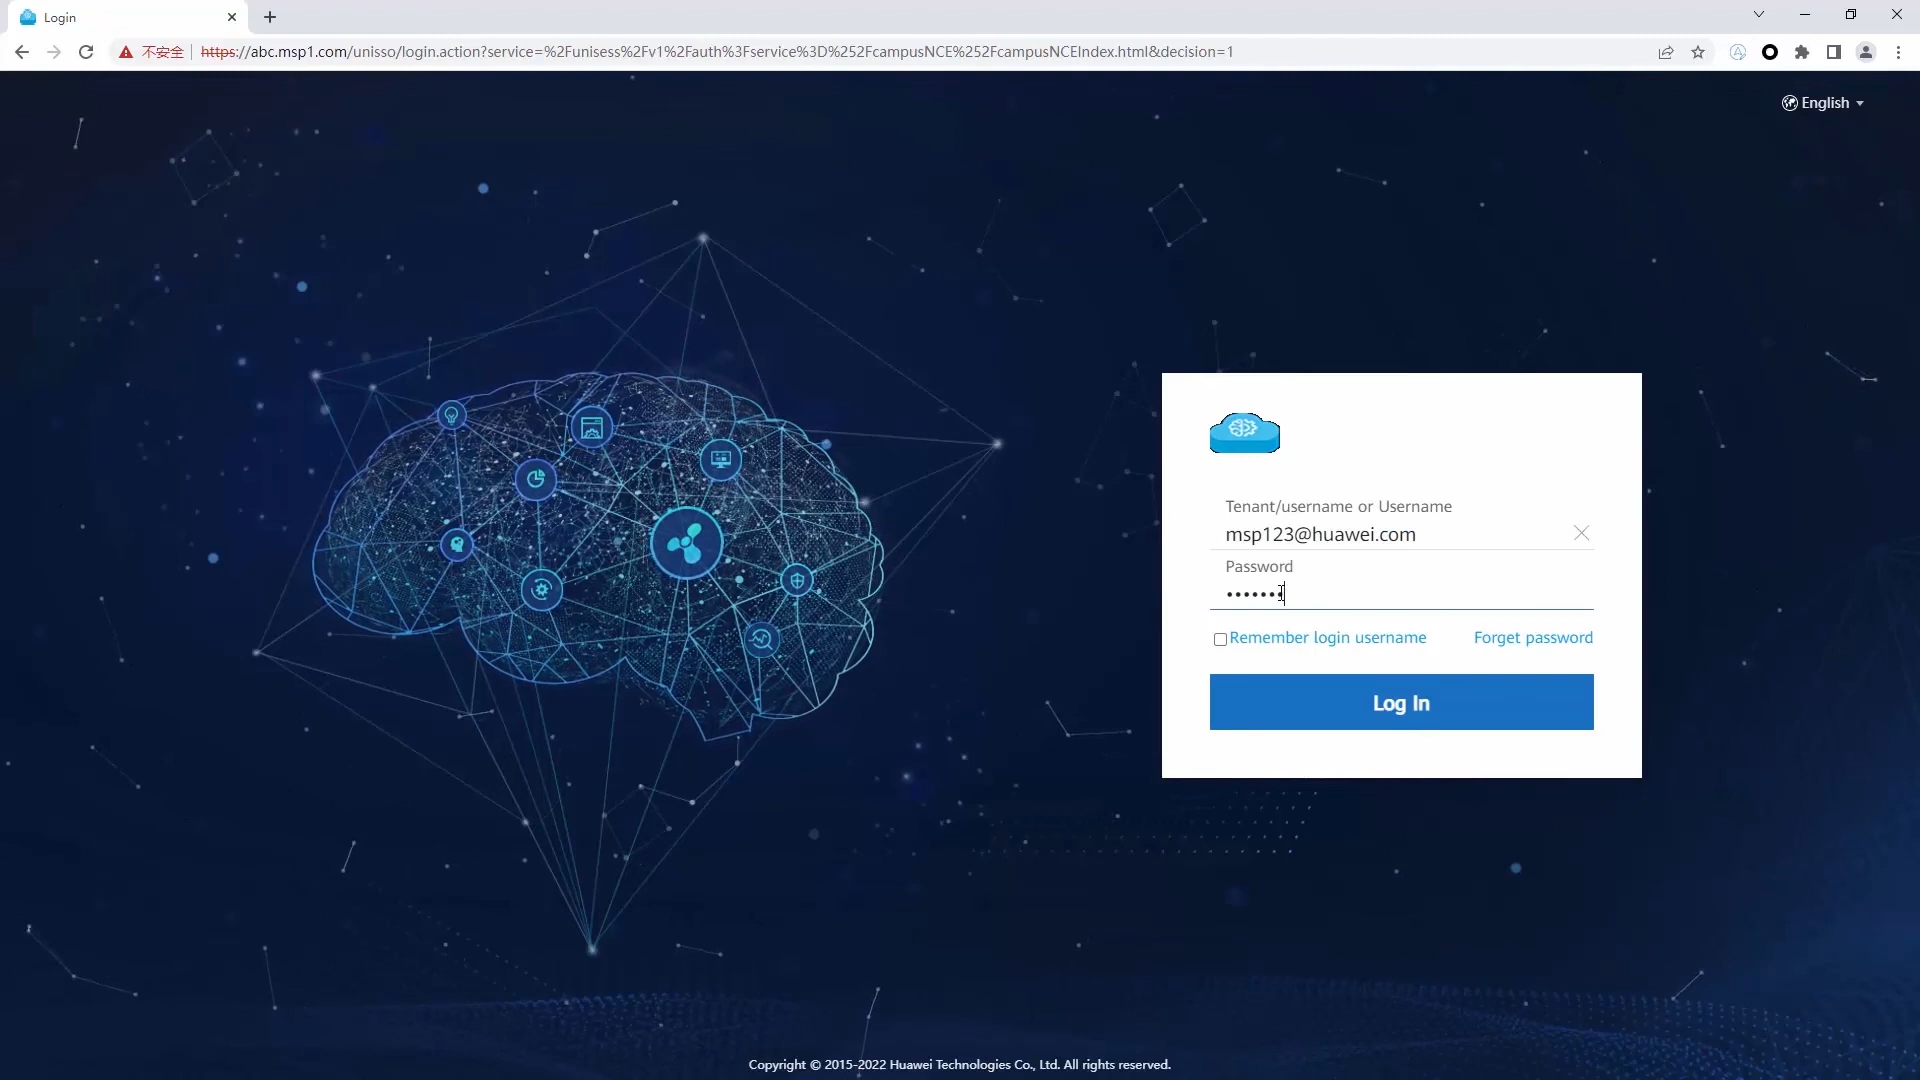 Login
不安全 https://abc.msp1.com/unisso/login.action?service=%2Funisess%2Fv1%2Fauth%3Fservice%3D%252FcampusNCE%252FcampusNCEIndex.html&decision=1
English
Tenant/username or Username
msp123@huawei.com
Password
•••••••
Remember login username Forget password
Log In
Copyright © 2015-2022 Huawei Technologies Co., Ltd. All rights reserved.